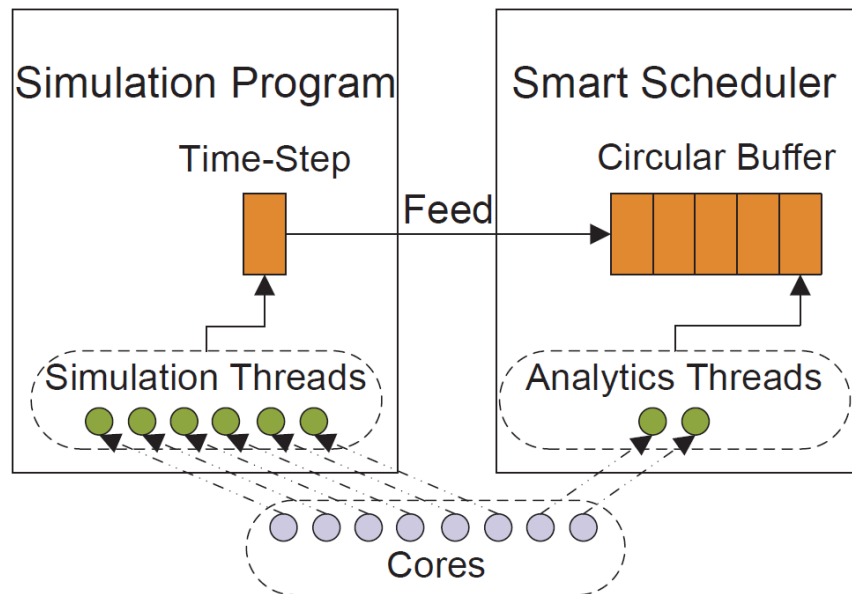 Simulation Program
Smart Scheduler
Time-Step
Circular Buffer
Feed
Simulation Threads
Analytics Threads
Cores